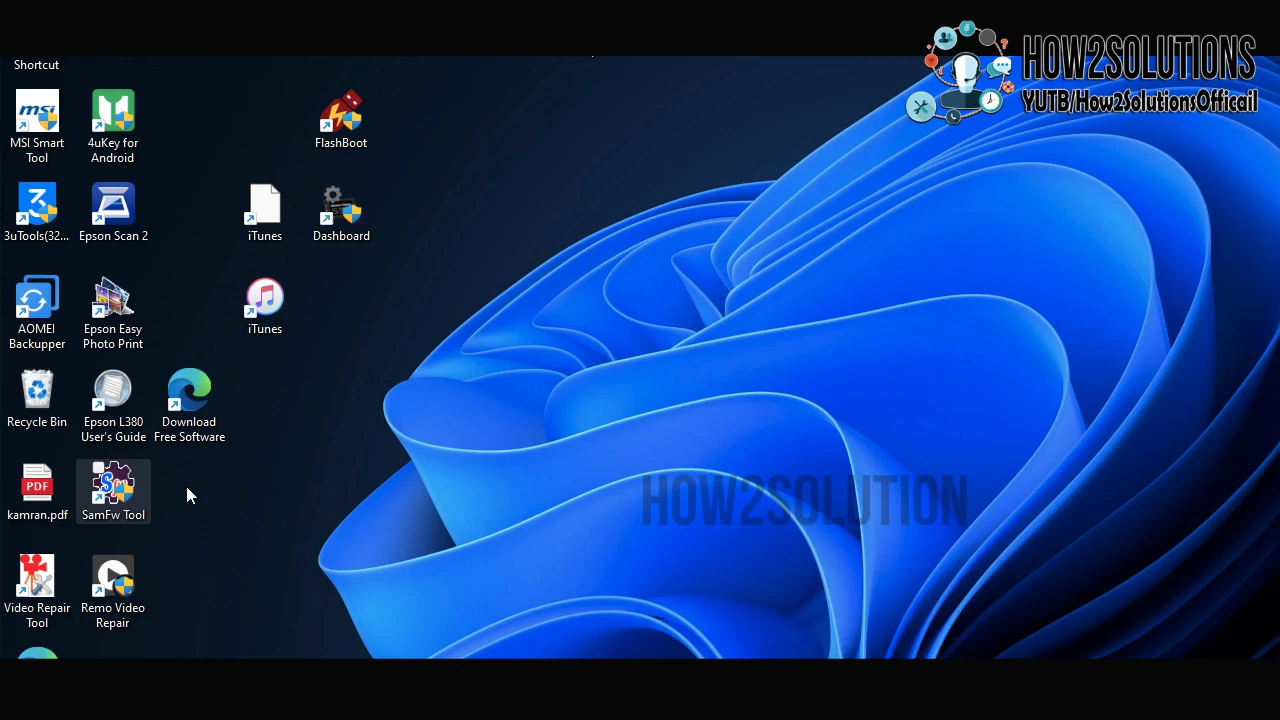 HOW2SOLUTIONS
YUTB/How2SolutionsOfficail
Shortcut
MSI Smart
Tool
4uKey for
Android
FlashBoot
3uTools(32...
Epson Scan 2
iTunes
Dashboard
AOMEI
Backupper
Epson Easy
Photo Print
iTunes
Recycle Bin
Epson L380
User's Guide
Download
Free Software
PDF
kamran.pdf
SamFw Tool
HOW2SOLUTION
Video Repair
Tool
Remo Video
Repair
msi